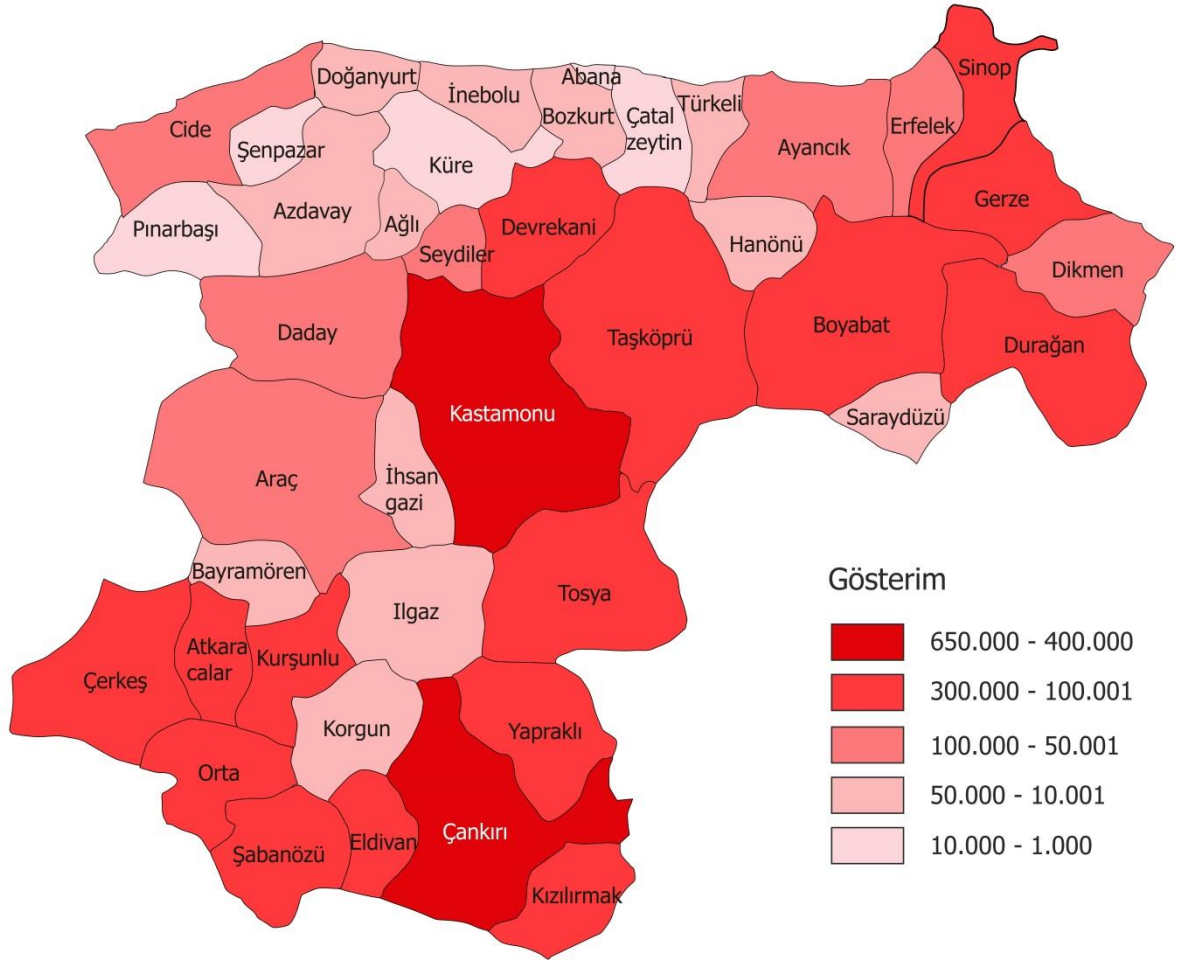 Sinop
Doğanyurt
Abana
İnebolu
Türkeli
Bozkurt
Çatal
zeytin
Erfelek
Cide
Ayancık
Şenpazar
Küre
Gerze
Azdavay
Ağlı
Pınarbaşı
Devrekani
Hanönü
Seydiler
Dikmen
Daday
Taşköprü
Boyabat
Durağan
Kastamonu
Saraydüzü
Araç
İhsan
gazi
Bayramören
Ilgaz
Tosya
Atkara
calar
Kurşunlu
Çerkeş
Korgun
Yapraklı
Orta
Çankırı
Eldivan
Şabanözü
Kızılırmak
Gösterim
650.000 - 400.000
300.000 - 100.001
100.000 - 50.001
50.000 - 10.001
10.000 - 1.000